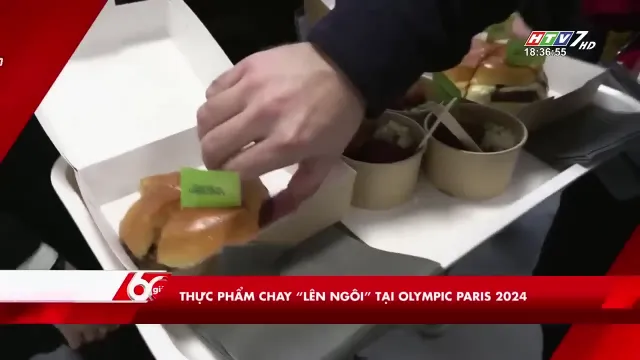 HTV7 HD
18:36:55
60 giây
THỰC PHẨM CHAY “LÊN NGÔI” TẠI OLYMPIC PARIS 2024